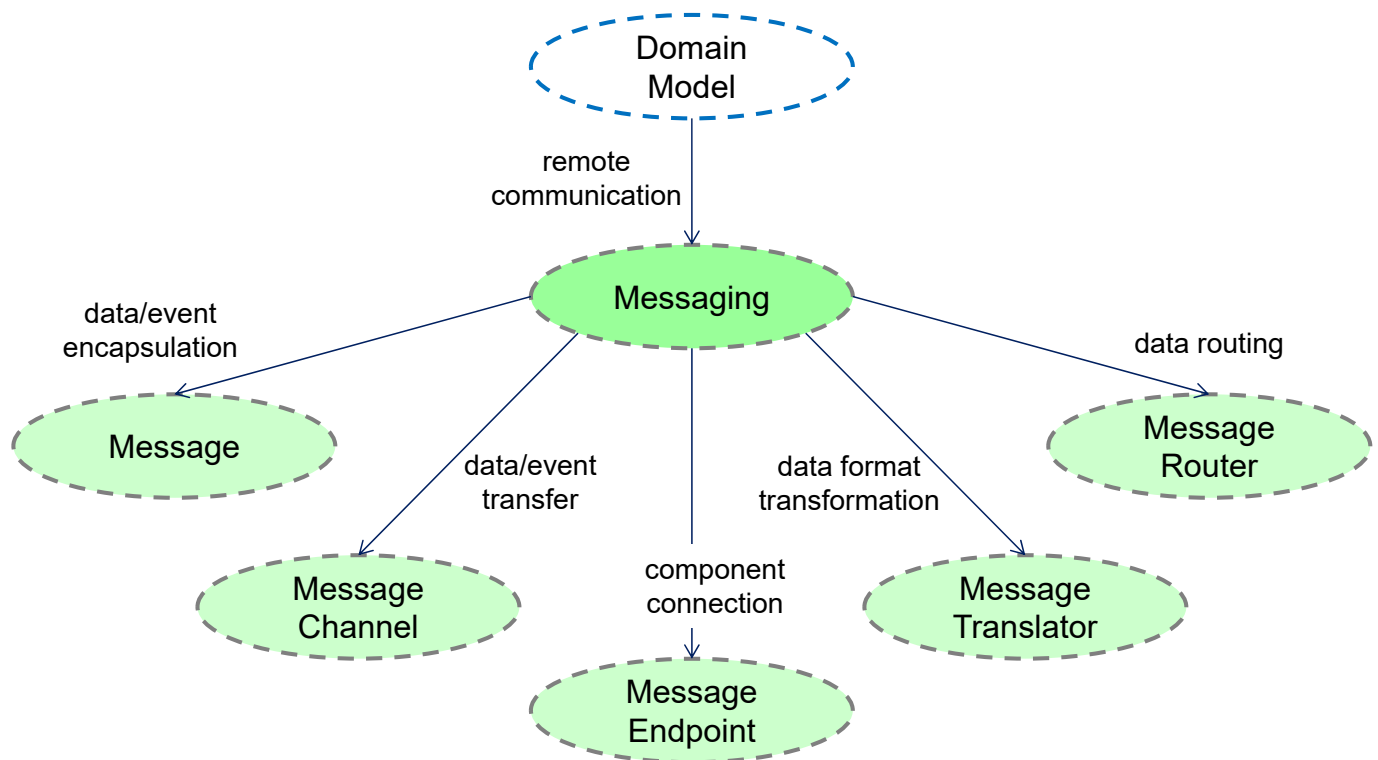 Domain
Model
remote
communication
Messaging
data/event
encapsulation
data routing
Message
Message
Router
data/event
transfer
data format
transformation
component
connection
Message
Channel
Message
Translator
Message
Endpoint